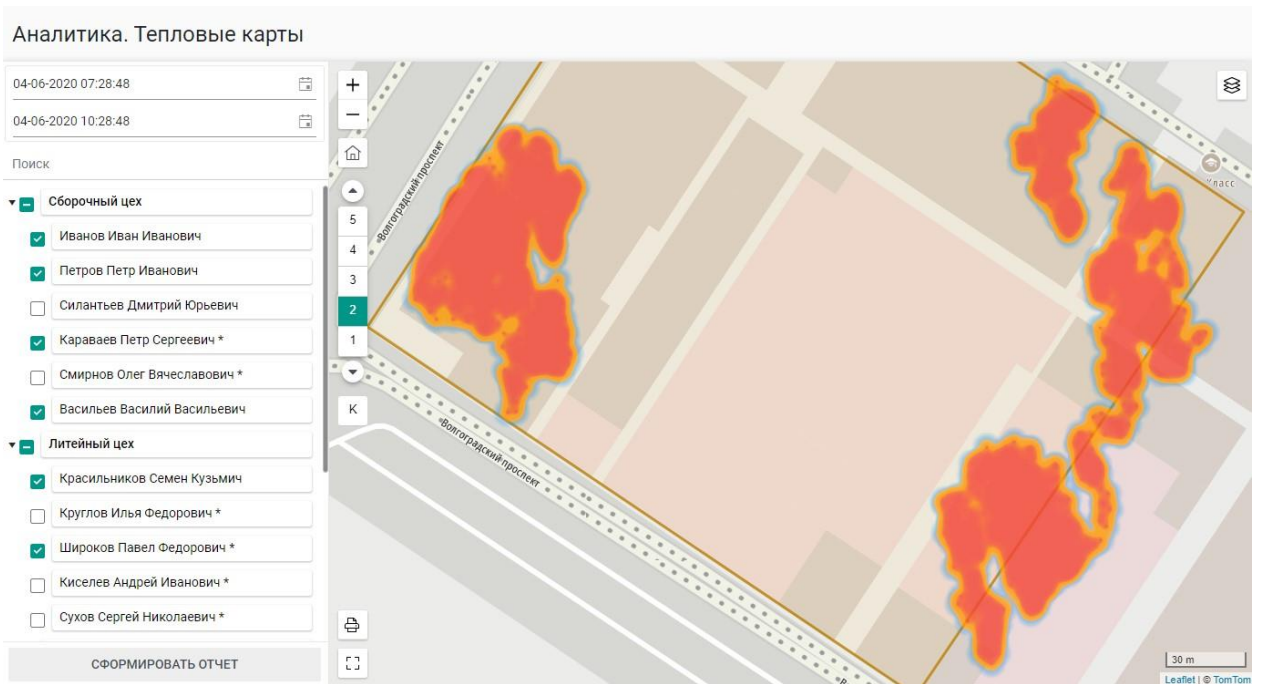 Аналитика. Тепловые карты
04-06-2020 07:28:48
04-06-2020 10:28:48
Поиск
Сборочный цех
Иванов Иван Иванович
Петров Петр Иванович
Силантьев Дмитрий Юрьевич
Караваев Петр Сергеевич *
Смирнов Олег Вячеславович *
Васильев Василий Васильевич
Литейный цех
Красильников Семен Кузьмич
Круглов Илья Федорович *
Широков Павел Федорович *
Киселев Андрей Иванович *
Сухов Сергей Николаевич *
СФОРМИРОВАТЬ ОТЧЕТ
+
−
5
4
3
2
1
К
Волгоградский проспект
Волгоградский проспект
Класс
30 m
Leaflet | © TomTom